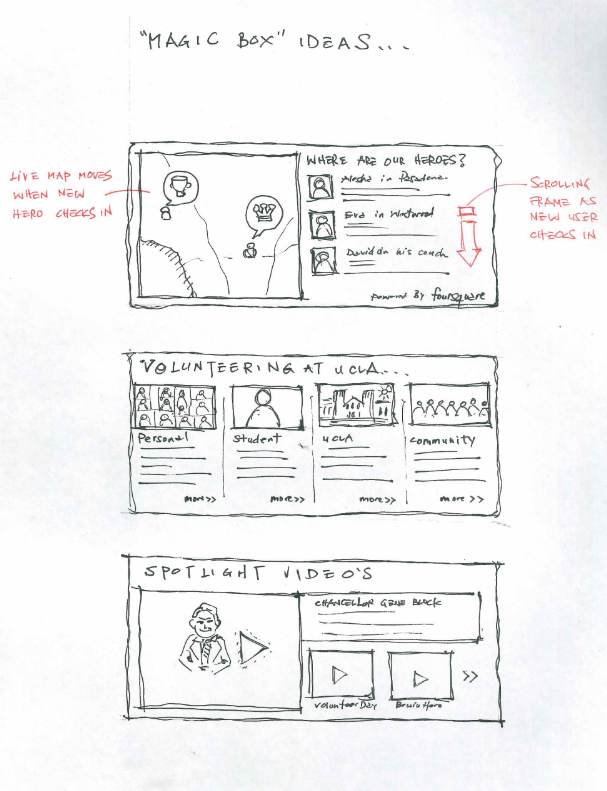 "MAGIC BOX" IDEAS...
LIVE MAP MOVES
WHEN NEW
HERO CHECKS IN
WHERE ARE OUR HEROES?
in Pasadena.
Eva in Westwood
David on his couch
powered By foursquare
SCROLLING
FRAME AS
NEW USER
CHECKS IN
VOLUNTEERING AT UCLA...
Personal
Student
UCLA
Community
more>>
more>>
more>>
more >>
SPOTLIGHT VIDEO'S
CHANCELLOR GENE BLOCK
Volunteer Day
Bruin Hero
>>